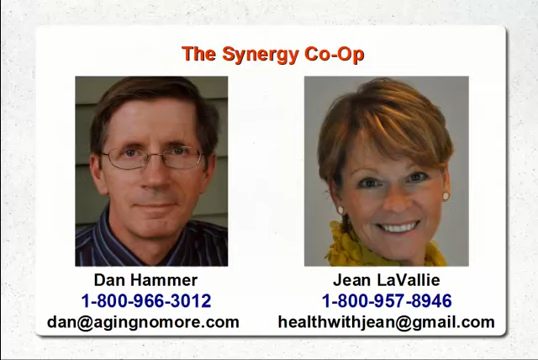 The Synergy Co-Op
Dan Hammer
1-800-966-3012
dan@agingnomore.com
Jean LaVallie
1-800-957-8946
healthwithjean@gmail.com